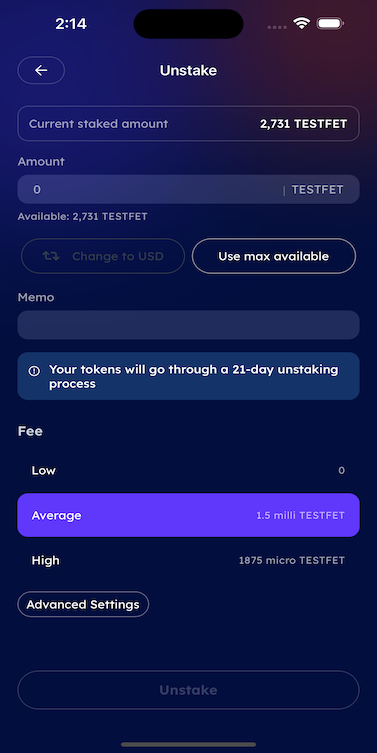 2:14
Unstake
Current staked amount 2,731 TESTFET
Amount
0 | TESTFET
Available: 2,731 TESTFET
Change to USD Use max available
Memo
Your tokens will go through a 21-day unstaking
process
Fee
Low 0
Average 1.5 milli TESTFET
High 1875 micro TESTFET
Advanced Settings
Unstake